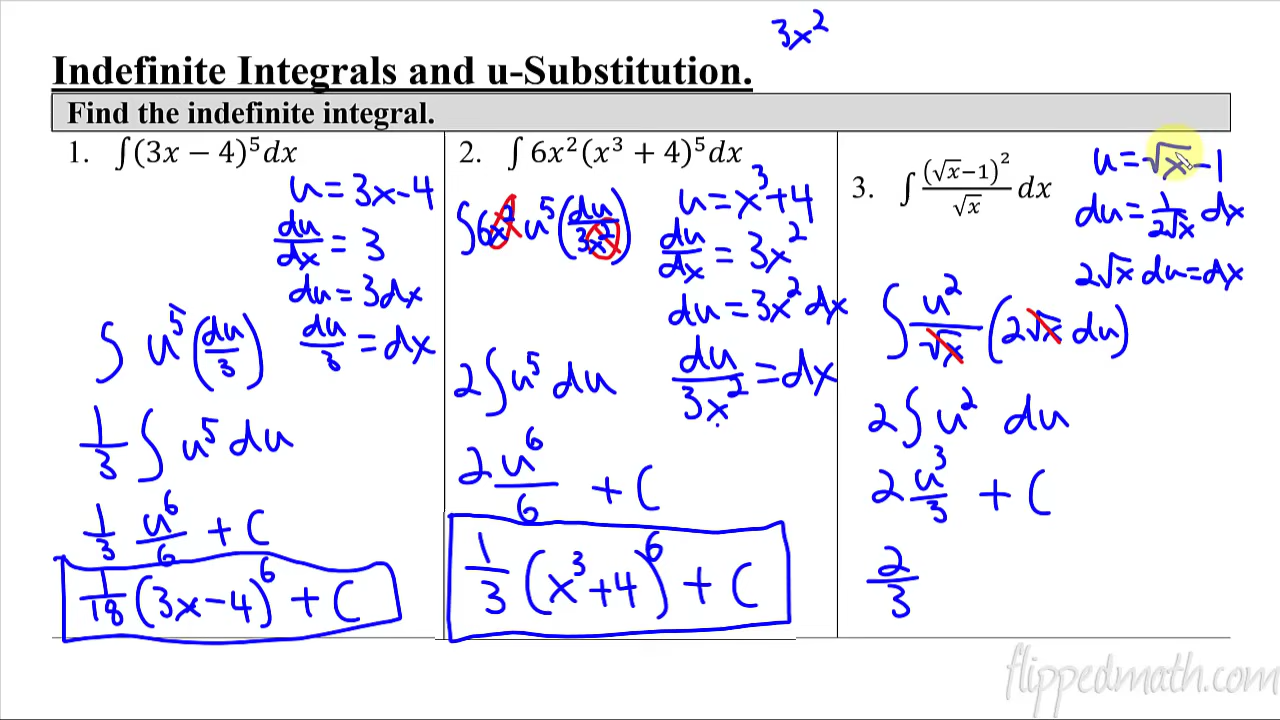 3x²
Indefinite Integrals and u-Substitution.
Find the indefinite integral.
1. ∫(3x − 4)⁵dx
u = 3x-4
du/dx = 3
du = 3dx
du/3 = dx
∫ u⁵ (du/3)
1/3 ∫ u⁵ du
1/3 u⁶/6 + C
1/18 (3x-4)⁶ + C
2. ∫ 6x²(x³ + 4)⁵dx
u = x³+4
∫6x² u⁵ (du/3x²)
du/dx = 3x²
du = 3x² dx
du/3x² = dx
2∫u⁵ du
2 u⁶/6 + C
1/3 (x³+4)⁶ + C
3. ∫ (√x−1)²/√x dx
u = √x - 1
du = 1/2√x dx
2√x du = dx
∫ u²/√x (2√x du)
2 ∫ u² du
2 u³/3 + C
2/3
flippedmath.com